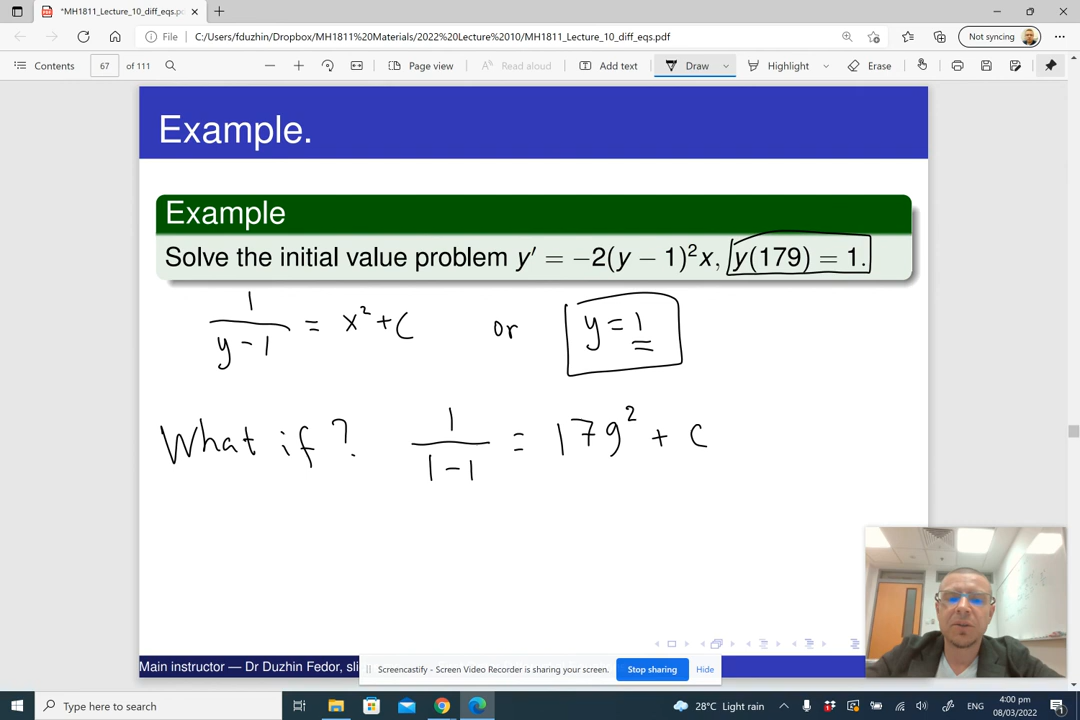 *MH1811_Lecture_10_diff_eqs.pd
File C:/Users/fduzhin/Dropbox/MH1811%20Materials/2022%20Lecture%2010/MH1811_Lecture_10_diff_eqs.pdf Not syncing
Contents 67 of 111 Page view Read aloud Add text Draw Highlight Erase
Example.
Example
Solve the initial value problem y′ = −2(y − 1)²x, y(179) = 1.
1/(y−1) = x² + C or y = 1
What if? 1/(1−1) = 179² + C
Main instructor — Dr Duzhin Fedor, sli
Screencastify - Screen Video Recorder is sharing your screen. Stop sharing Hide
Type here to search 28°C Light rain ENG 4:00 pm
08/03/2022